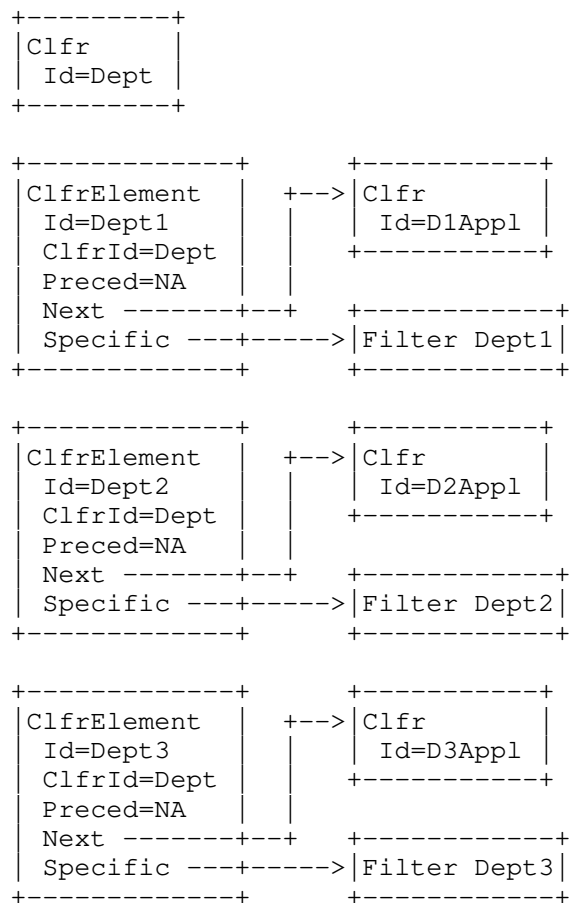 Clfr
Id=Dept
ClfrElement Clfr
Id=Dept1 Id=D1Appl
ClfrId=Dept
Preced=NA
Next
Specific Filter Dept1
ClfrElement Clfr
Id=Dept2 Id=D2Appl
ClfrId=Dept
Preced=NA
Next
Specific Filter Dept2
ClfrElement Clfr
Id=Dept3 Id=D3Appl
ClfrId=Dept
Preced=NA
Next
Specific Filter Dept3